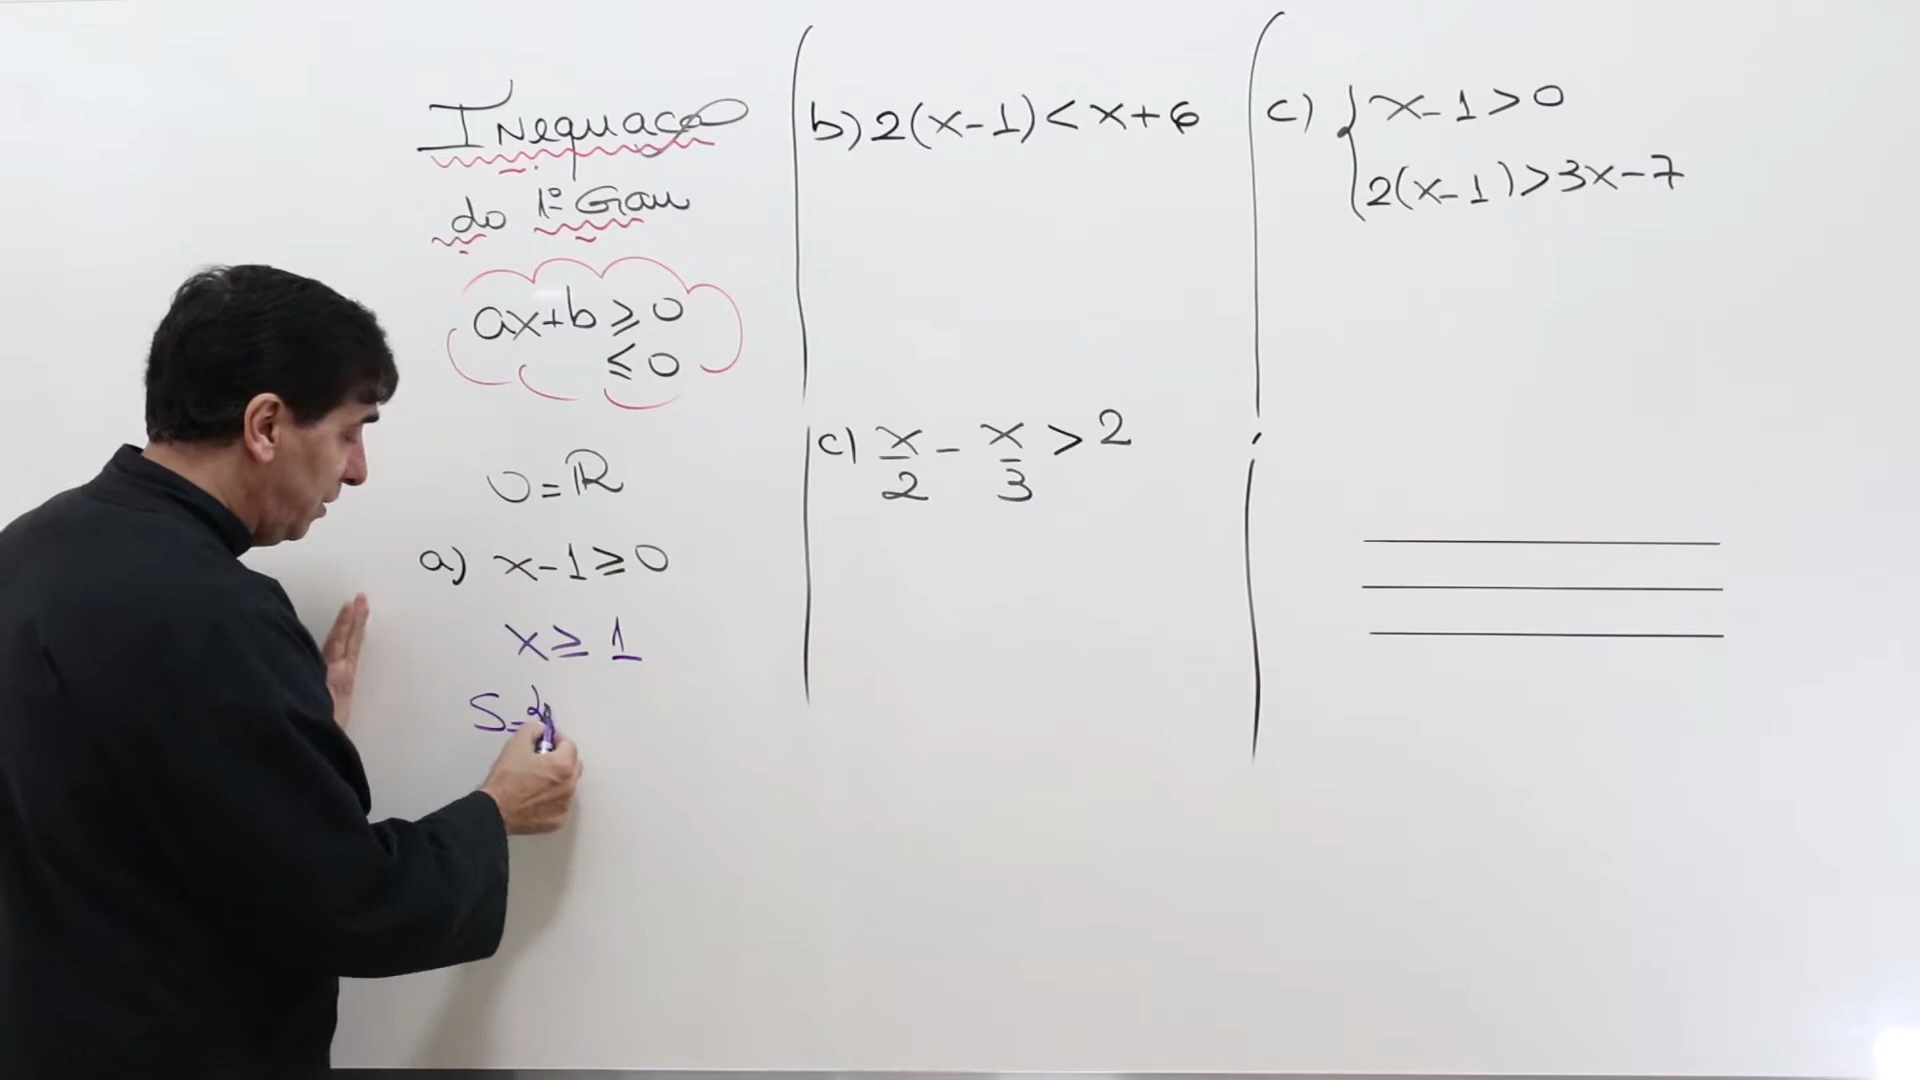 Inequação
do 1º Grau
ax+b ≥ 0
≤ 0
U = ℝ
a) x-1 ≥ 0
x ≥ 1
S = {
b) 2(x-1) < x+6
c) x/2 - x/3 > 2
c) { x-1 > 0
2(x-1) > 3x-7